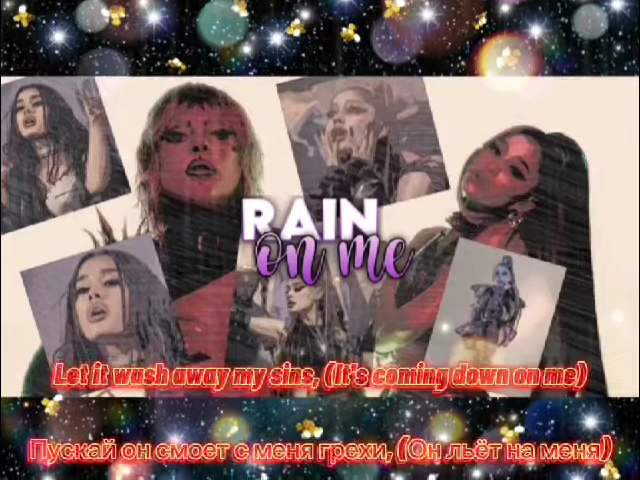 RAIN
on me
Let it wash away my sins, (It's coming down on me)
Пускай он смоет с меня грехи, (Он льёт на меня)